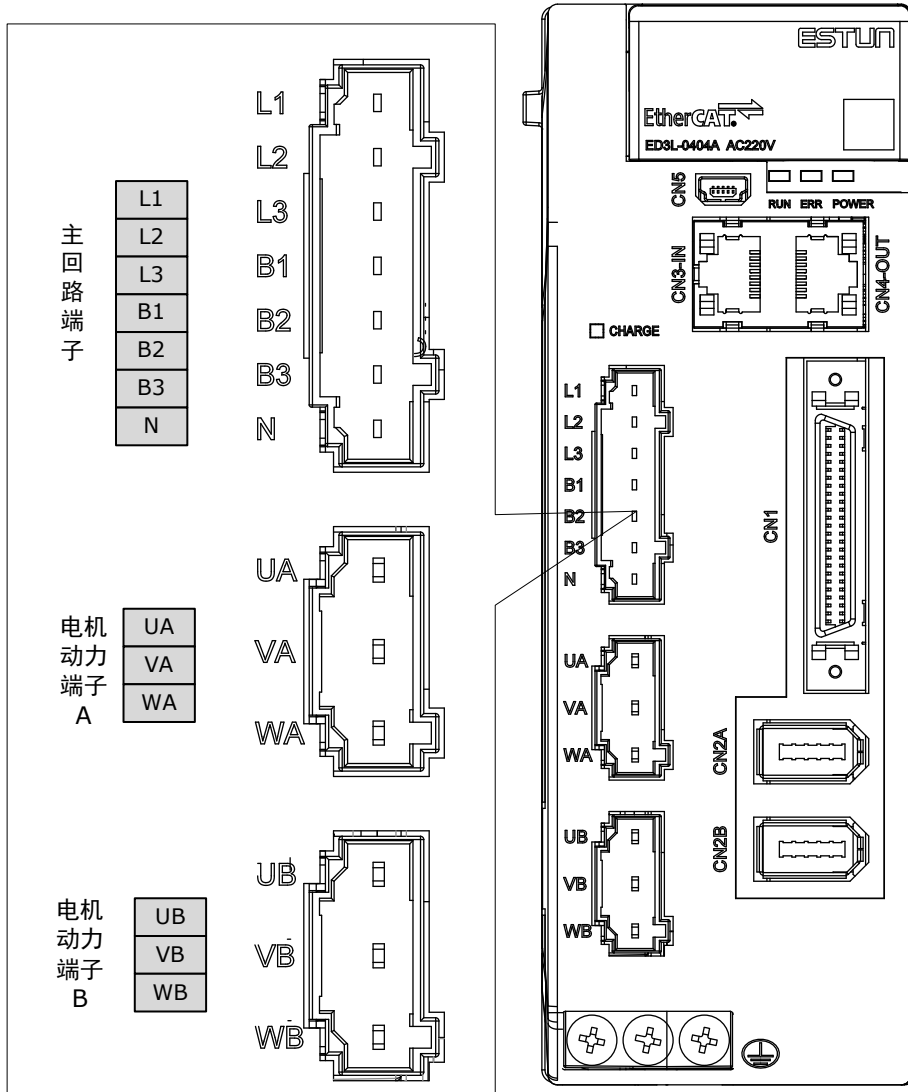 L1
L2
L3
B1
B2
B3
N
主
回
路
端
子
L1
L2
L3
B1
B2
B3
N
UA
VA
WA
电机
动力
端子
A
UA
VA
WA
UB
VB
WB
电机
动力
端子
B
UB
VB
WB
ESTUN
EtherCAT.
ED3L-0404A AC220V
CN5
RUN ERR POWER
CN3-IN
CN4-OUT
CHARGE
L1
L2
L3
B1
B2
B3
N
CN1
UA
VA
WA
CN2A
UB
VB
WB
CN2B